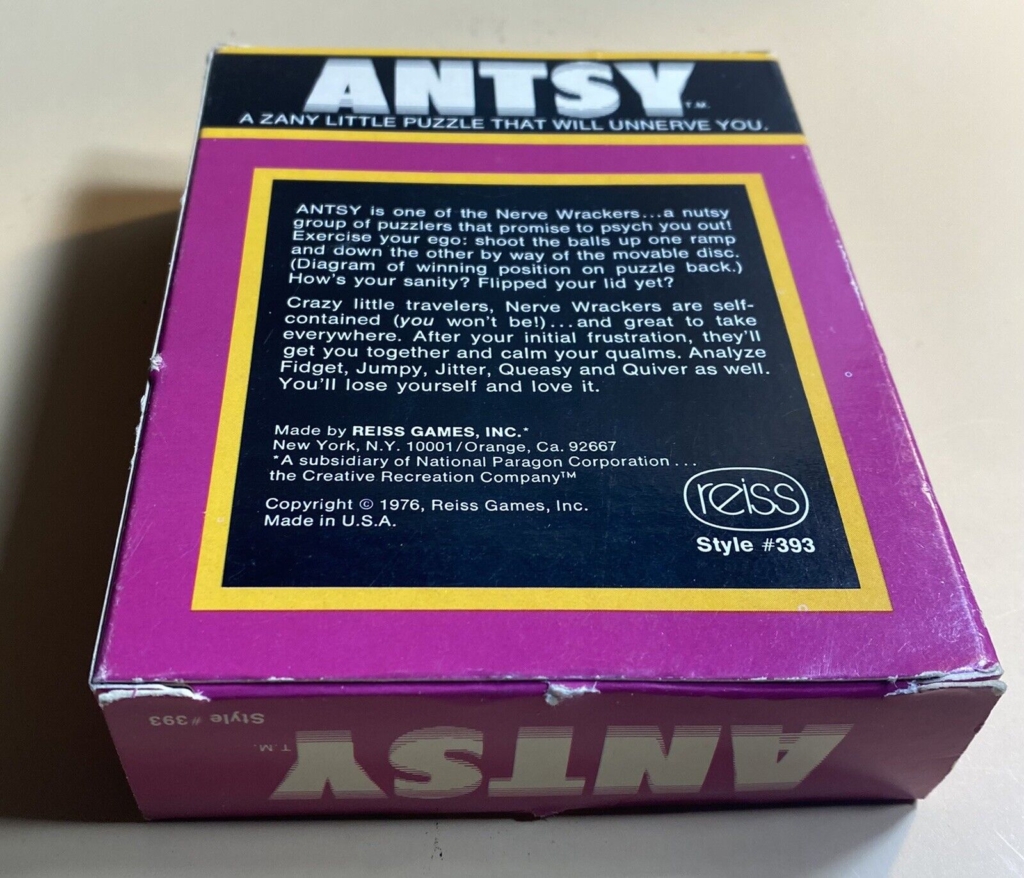 ANTSY T.M.
A ZANY LITTLE PUZZLE THAT WILL UNNERVE YOU.
ANTSY is one of the Nerve Wrackers...a nutsy
group of puzzlers that promise to psych you out!
Exercise your ego: shoot the balls up one ramp
and down the other by way of the movable disc.
(Diagram of winning position on puzzle back.)
How's your sanity? Flipped your lid yet?
Crazy little travelers, Nerve Wrackers are self-
contained (you won't be!)...and great to take
everywhere. After your initial frustration, they'll
get you together and calm your qualms. Analyze
Fidget, Jumpy, Jitter, Queasy and Quiver as well.
You'll lose yourself and love it.
Made by REISS GAMES, INC.*
New York, N.Y. 10001/Orange, Ca. 92667
*A subsidiary of National Paragon Corporation ...
the Creative Recreation Company™
Copyright © 1976, Reiss Games, Inc.
Made in U.S.A.
reiss
Style #393
ANTSY T.M.
Style #393